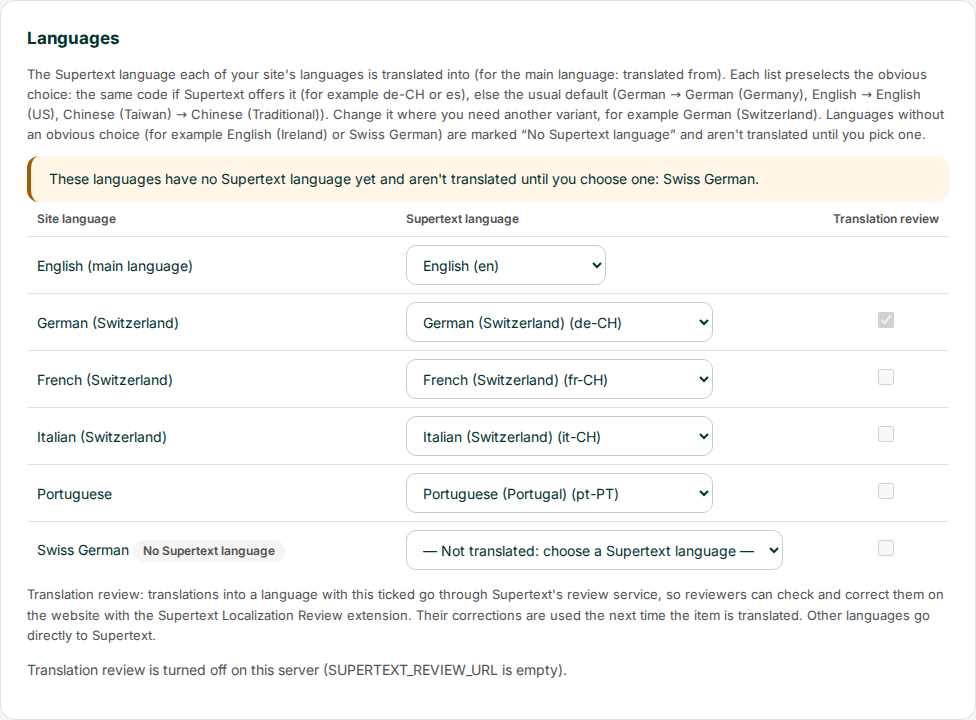 Languages
The Supertext language each of your site's languages is translated into (for the main language: translated from). Each list preselects the obvious
choice: the same code if Supertext offers it (for example de-CH or es), else the usual default (German → German (Germany), English → English
(US), Chinese (Taiwan) → Chinese (Traditional)). Change it where you need another variant, for example German (Switzerland). Languages without
an obvious choice (for example English (Ireland) or Swiss German) are marked “No Supertext language” and aren't translated until you pick one.
These languages have no Supertext language yet and aren't translated until you choose one: Swiss German.
Site language Supertext language Translation review
English (main language) English (en)
German (Switzerland) German (Switzerland) (de-CH)
French (Switzerland) French (Switzerland) (fr-CH)
Italian (Switzerland) Italian (Switzerland) (it-CH)
Portuguese Portuguese (Portugal) (pt-PT)
Swiss German No Supertext language — Not translated: choose a Supertext language —
Translation review: translations into a language with this ticked go through Supertext's review service, so reviewers can check and correct them on
the website with the Supertext Localization Review extension. Their corrections are used the next time the item is translated. Other languages go
directly to Supertext.
Translation review is turned off on this server (SUPERTEXT_REVIEW_URL is empty).